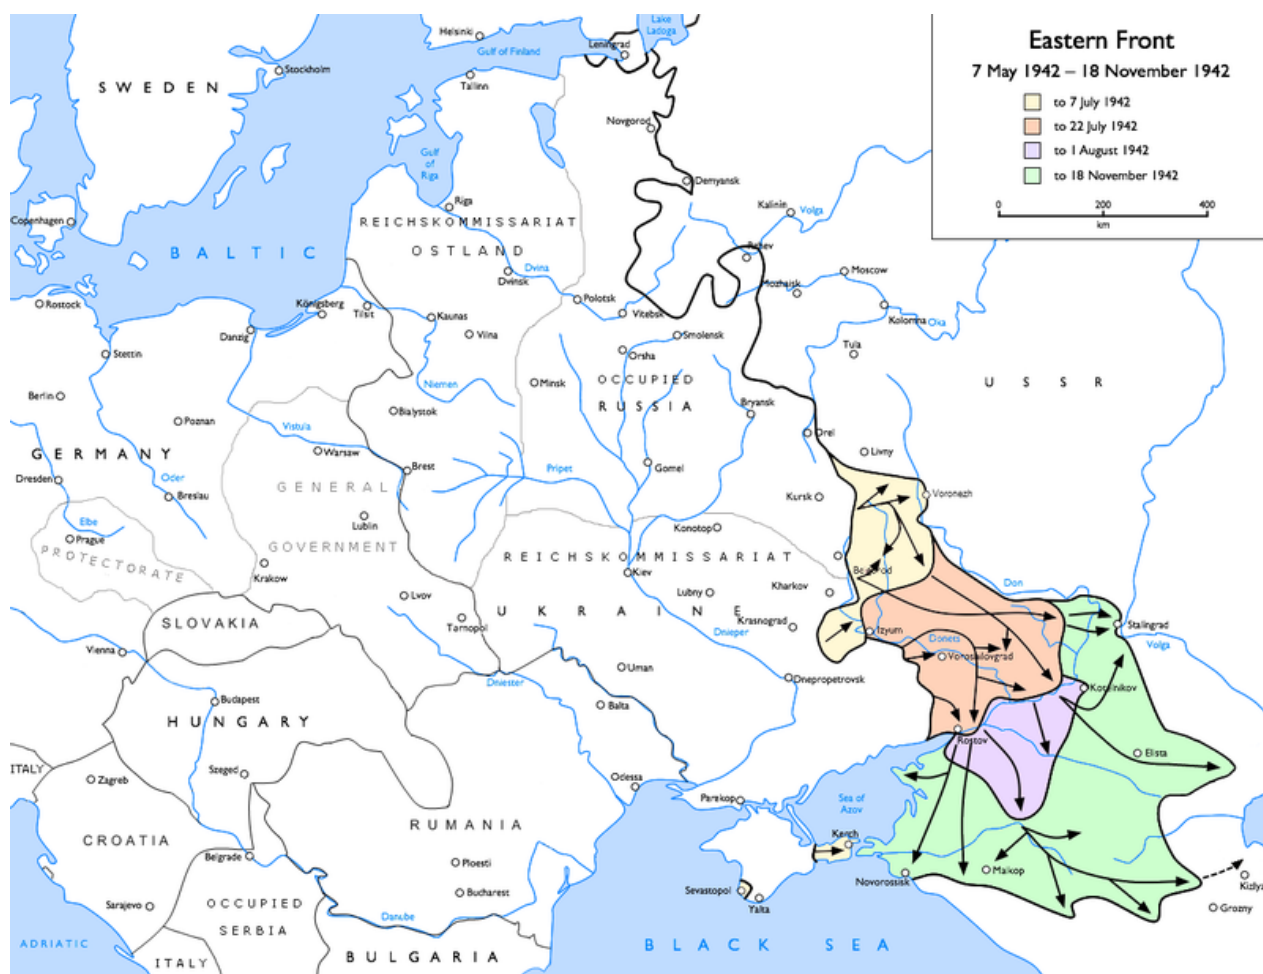 Eastern Front
7 May 1942 – 18 November 1942
to 7 July 1942
to 22 July 1942
to 1 August 1942
to 18 November 1942
0 200 400
km
Lake
Ladoga
Helsinki
Leningrad
Gulf of Finland
Stockholm
SWEDEN
Tallinn
Novgorod
Gulf
of
Riga
Demyansk
Riga
Kalinin
Volga
Copenhagen
REICHSKOMMISSARIAT
OSTLAND
BALTIC
Rzhev
Dvina
Dvinsk
Moscow
Mozhaisk
Rostock
Königsberg
Tilsit
Polotsk
Vitebsk
Kaunas
Kolomna
Oka
Danzig
Vilna
Smolensk
Tula
Stettin
Orsha
Minsk
OCCUPIED
RUSSIA
USSR
Niemen
Berlin
Bialystok
Bryansk
Poznan
Vistula
Orel
Warsaw
Livny
GERMANY
Brest
Pripet
Gomel
Dresden
Oder
GENERAL
Breslau
Kursk
Voronezh
Elbe
Lublin
Konotop
Prague
GOVERNMENT
PROTECTORATE
REICHSKOMMISSARIAT
Krakow
Kiev
Belgorod
Don
Lvov
Lubny
Kharkov
SLOVAKIA
Tarnopol
UKRAINE
Krasnograd
Stalingrad
Dnieper
Izyum
Donets
Volga
Vienna
Voroshilovgrad
Uman
Dniester
Dnepropetrovsk
Kotelnikov
Budapest
Balta
HUNGARY
Rostov
Elista
ITALY
Zagreb
Szeged
Odessa
Perekop
Sea of
Azov
RUMANIA
Kerch
CROATIA
Belgrade
Ploesti
Maikop
Novorossisk
Kizlya
Sevastopol
Bucharest
Yalta
Sarajevo
OCCUPIED
SERBIA
Grozny
Danube
ADRIATIC
BLACK SEA
BULGARIA
ITALY